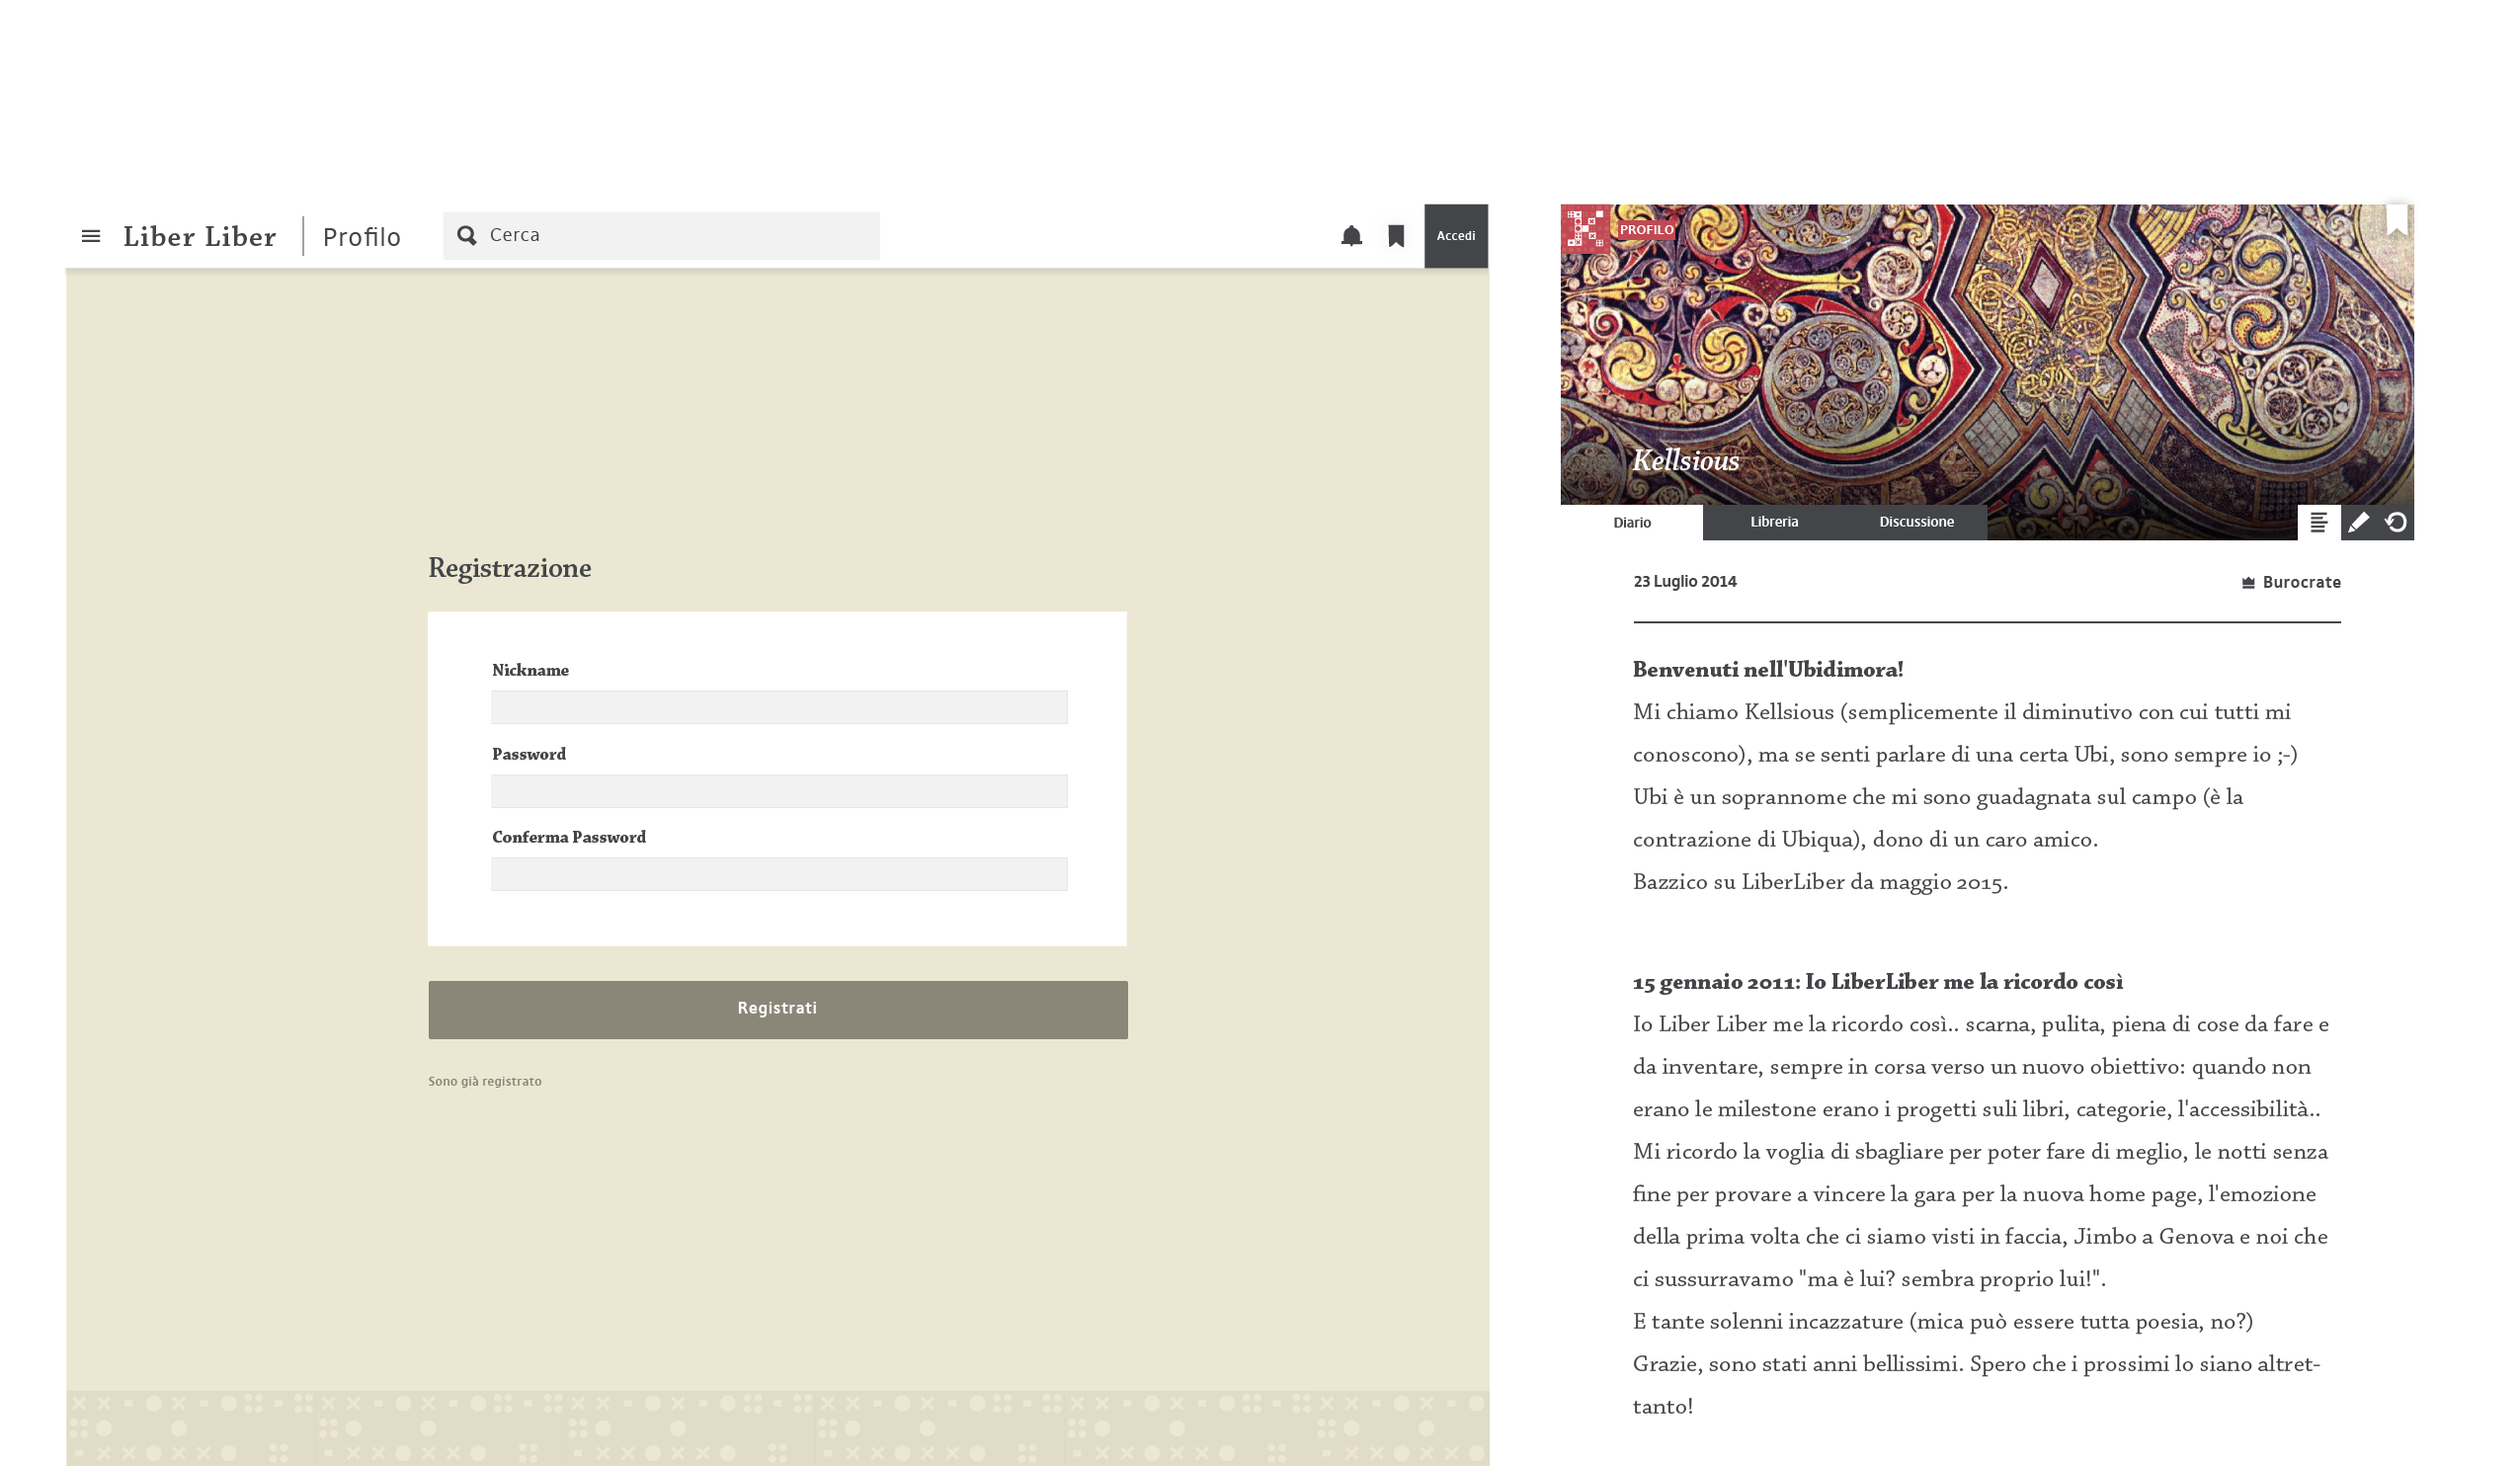 Liber Liber
Profilo
Cerca
Accedi
Registrazione
Nickname
Password
Conferma Password
Registrati
Sono già registrato
PROFILO
Kellsious
Diario
Libreria
Discussione
23 Luglio 2014
Burocrate
Benvenuti nell'Ubidimora!
Mi chiamo Kellsious (semplicemente il diminutivo con cui tutti mi
conoscono), ma se senti parlare di una certa Ubi, sono sempre io ;-)
Ubi è un soprannome che mi sono guadagnata sul campo (è la
contrazione di Ubiqua), dono di un caro amico.
Bazzico su LiberLiber da maggio 2015.
15 gennaio 2011: Io LiberLiber me la ricordo così
Io Liber Liber me la ricordo così.. scarna, pulita, piena di cose da fare e
da inventare, sempre in corsa verso un nuovo obiettivo: quando non
erano le milestone erano i progetti suli libri, categorie, l'accessibilità..
Mi ricordo la voglia di sbagliare per poter fare di meglio, le notti senza
fine per provare a vincere la gara per la nuova home page, l'emozione
della prima volta che ci siamo visti in faccia, Jimbo a Genova e noi che
ci sussurravamo "ma è lui? sembra proprio lui!".
E tante solenni incazzature (mica può essere tutta poesia, no?)
Grazie, sono stati anni bellissimi. Spero che i prossimi lo siano altret-
tanto!